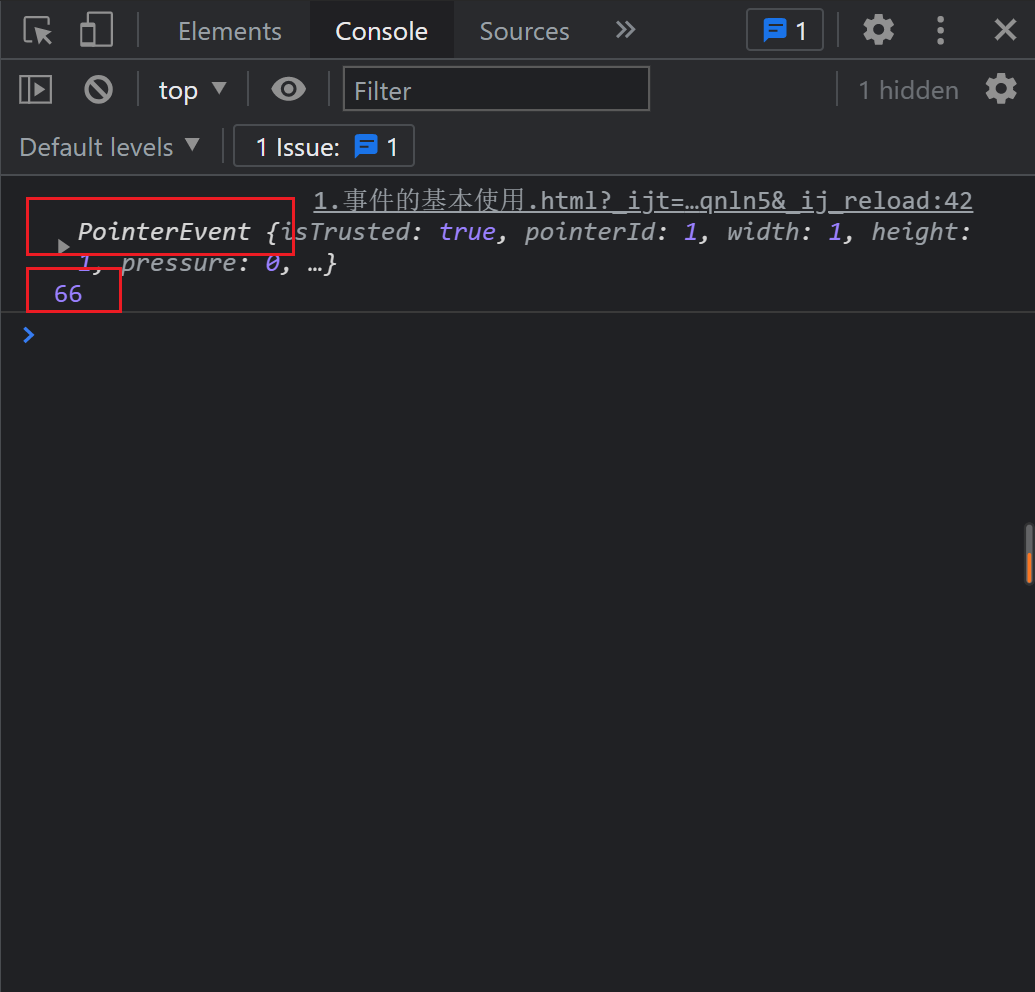 Elements Console Sources 1
top Filter 1 hidden
Default levels 1 Issue: 1
1.事件的基本使用.html?_ijt=…qnln5&_ij_reload:42
PointerEvent {isTrusted: true, pointerId: 1, width: 1, height:
1, pressure: 0, …}
66